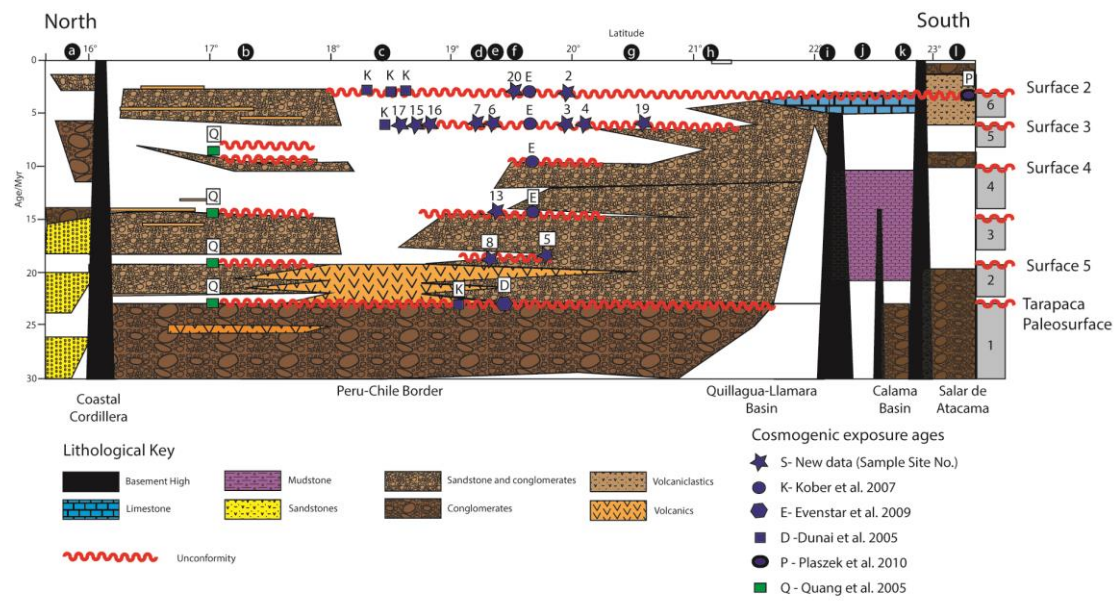 North
South
Latitude
a 16° b 17° c 18° 19° d e f 20° g 21° h 22° i j k 23° l
Age/Myr
0
5
10
15
20
25
30
K K K 20 E 2 P
K 17 15 16 7 6 E 3 4 19
Q E
Q 13 E
Q 8 5
Q K D
Surface 2
6
Surface 3
5
Surface 4
4
3
Surface 5
2
Tarapaca
Paleosurface
1
Coastal
Cordillera
Peru-Chile Border
Quillagua-Llamara
Basin
Calama
Basin
Salar de
Atacama
Lithological Key
Basement High
Mudstone
Sandstone and conglomerates
Volcaniclastics
Limestone
Sandstones
Conglomerates
Volcanics
Unconformity
Cosmogenic exposure ages
S- New data (Sample Site No.)
K- Kober et al. 2007
E- Evenstar et al. 2009
D -Dunai et al. 2005
P - Plaszek et al. 2010
Q - Quang et al. 2005